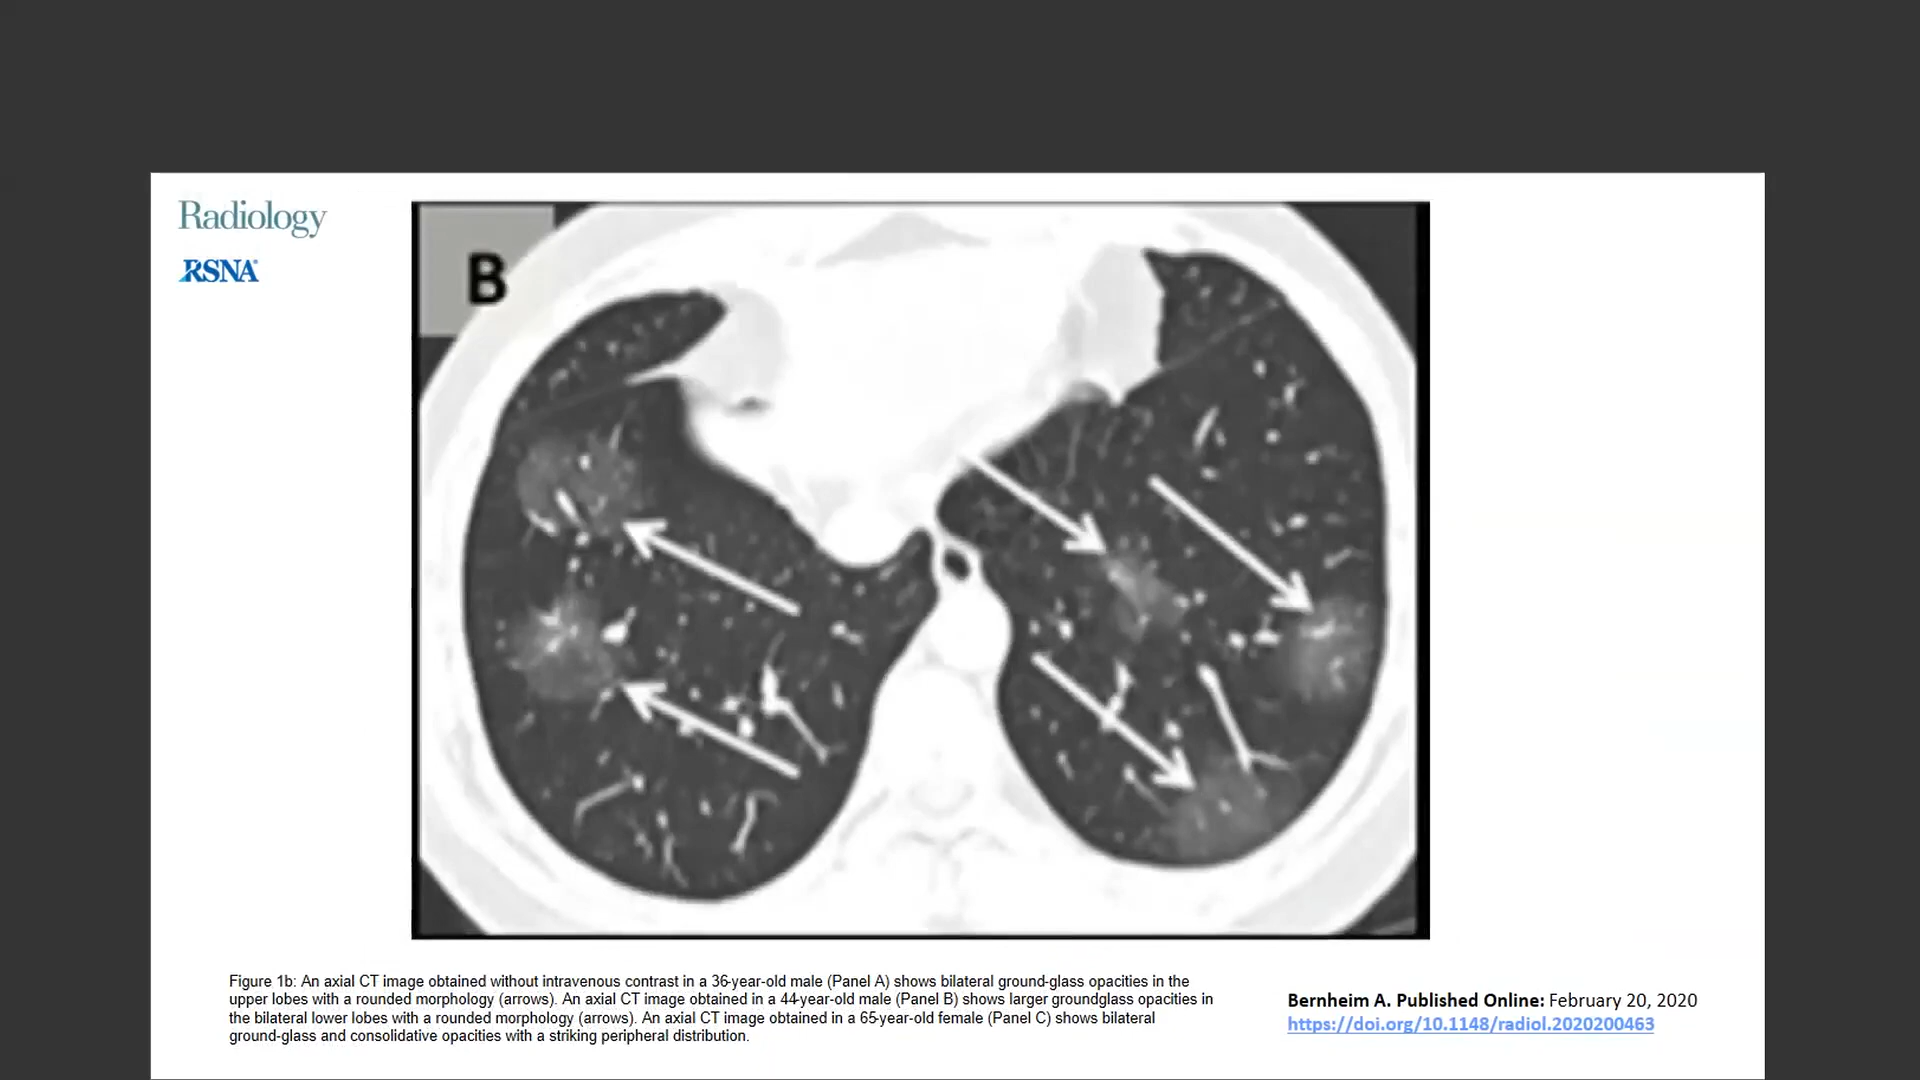 Radiology
RSNA
B
Figure 1b: An axial CT image obtained without intravenous contrast in a 36-year-old male (Panel A) shows bilateral ground-glass opacities in the
upper lobes with a rounded morphology (arrows). An axial CT image obtained in a 44-year-old male (Panel B) shows larger groundglass opacities in
the bilateral lower lobes with a rounded morphology (arrows). An axial CT image obtained in a 65-year-old female (Panel C) shows bilateral
ground-glass and consolidative opacities with a striking peripheral distribution.
Bernheim A. Published Online: February 20, 2020
https://doi.org/10.1148/radiol.2020200463